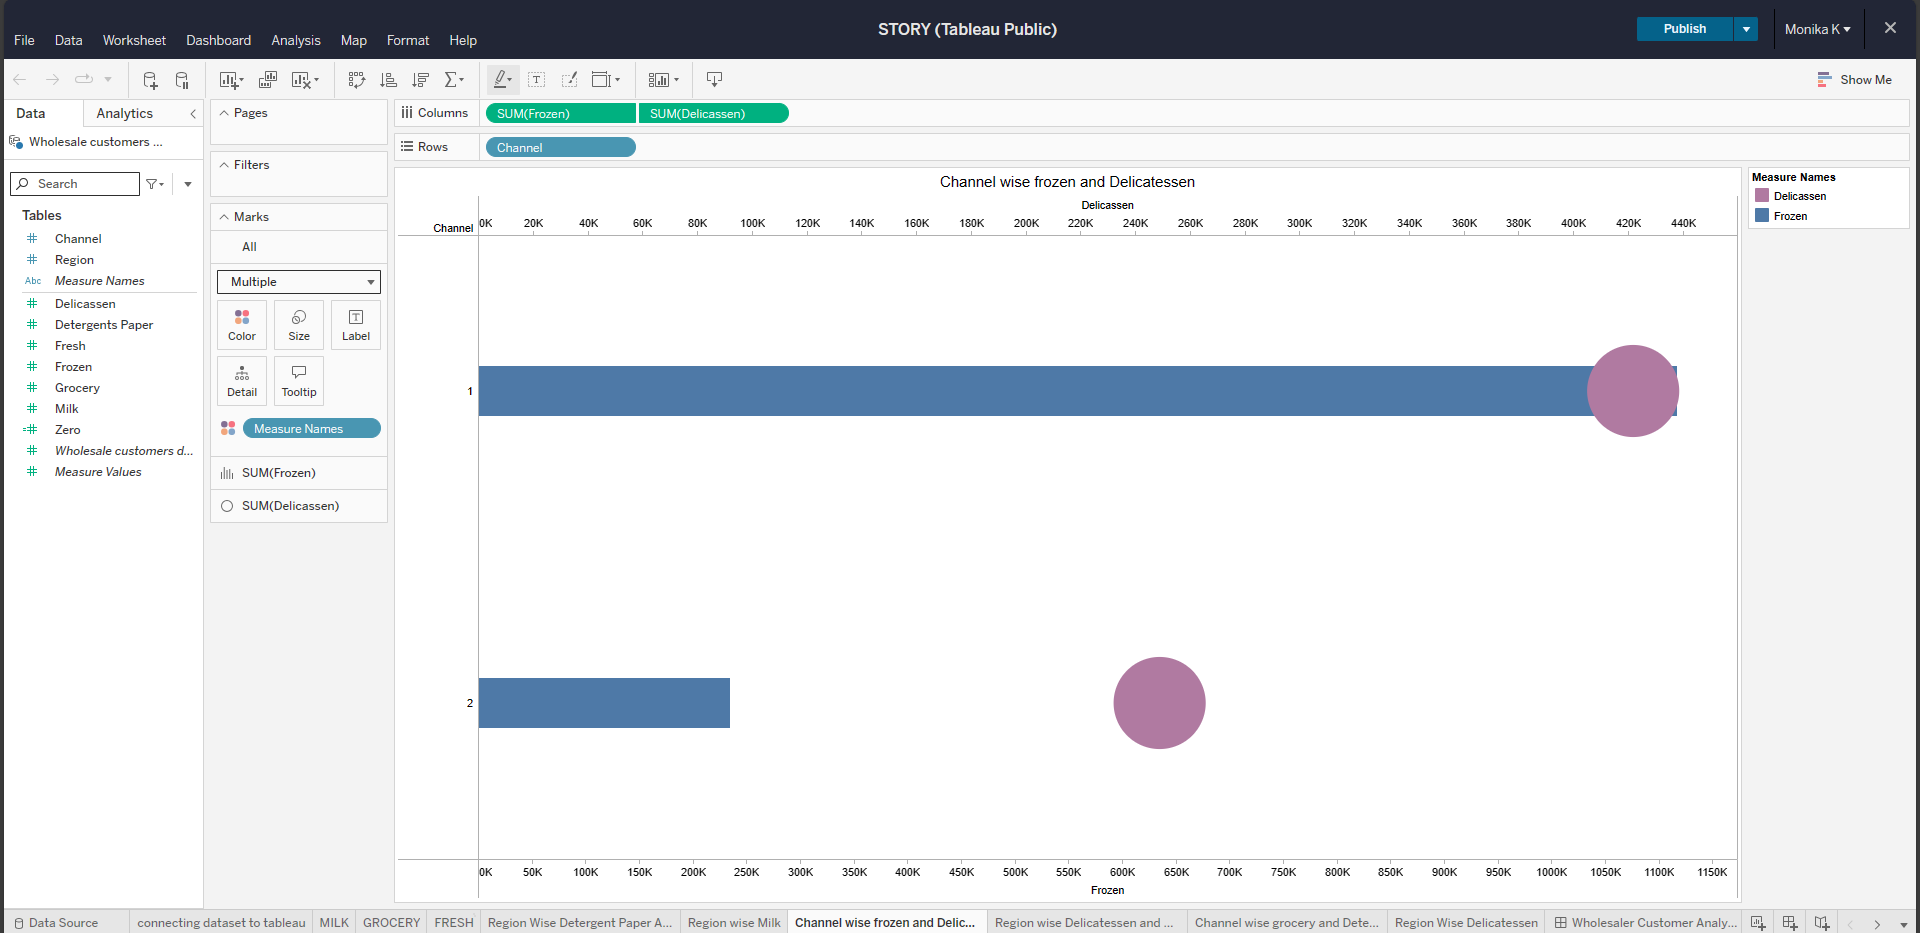 STORY (Tableau Public)
Publish
Monika K
File Data Worksheet Dashboard Analysis Map Format Help
Show Me
Data Analytics
Wholesale customers ...
Search
Tables
Channel
Region
Abc Measure Names
Delicassen
Detergents Paper
Fresh
Frozen
Grocery
Milk
Zero
Wholesale customers d...
Measure Values
Pages
Filters
Marks
All
Multiple
Color Size Label
Detail Tooltip
Measure Names
SUM(Frozen)
SUM(Delicassen)
Columns SUM(Frozen) SUM(Delicassen)
Rows Channel
Channel wise frozen and Delicatessen
Delicassen
Channel 0K 20K 40K 60K 80K 100K 120K 140K 160K 180K 200K 220K 240K 260K 280K 300K 320K 340K 360K 380K 400K 420K 440K
1
2
0K 50K 100K 150K 200K 250K 300K 350K 400K 450K 500K 550K 600K 650K 700K 750K 800K 850K 900K 950K 1000K 1050K 1100K 1150K
Frozen
Measure Names
Delicassen
Frozen
Data Source connecting dataset to tableau MILK GROCERY FRESH Region Wise Detergent Paper A... Region wise Milk Channel wise frozen and Delic... Region wise Delicatessen and ... Channel wise grocery and Dete... Region Wise Delicatessen Wholesaler Customer Analy...